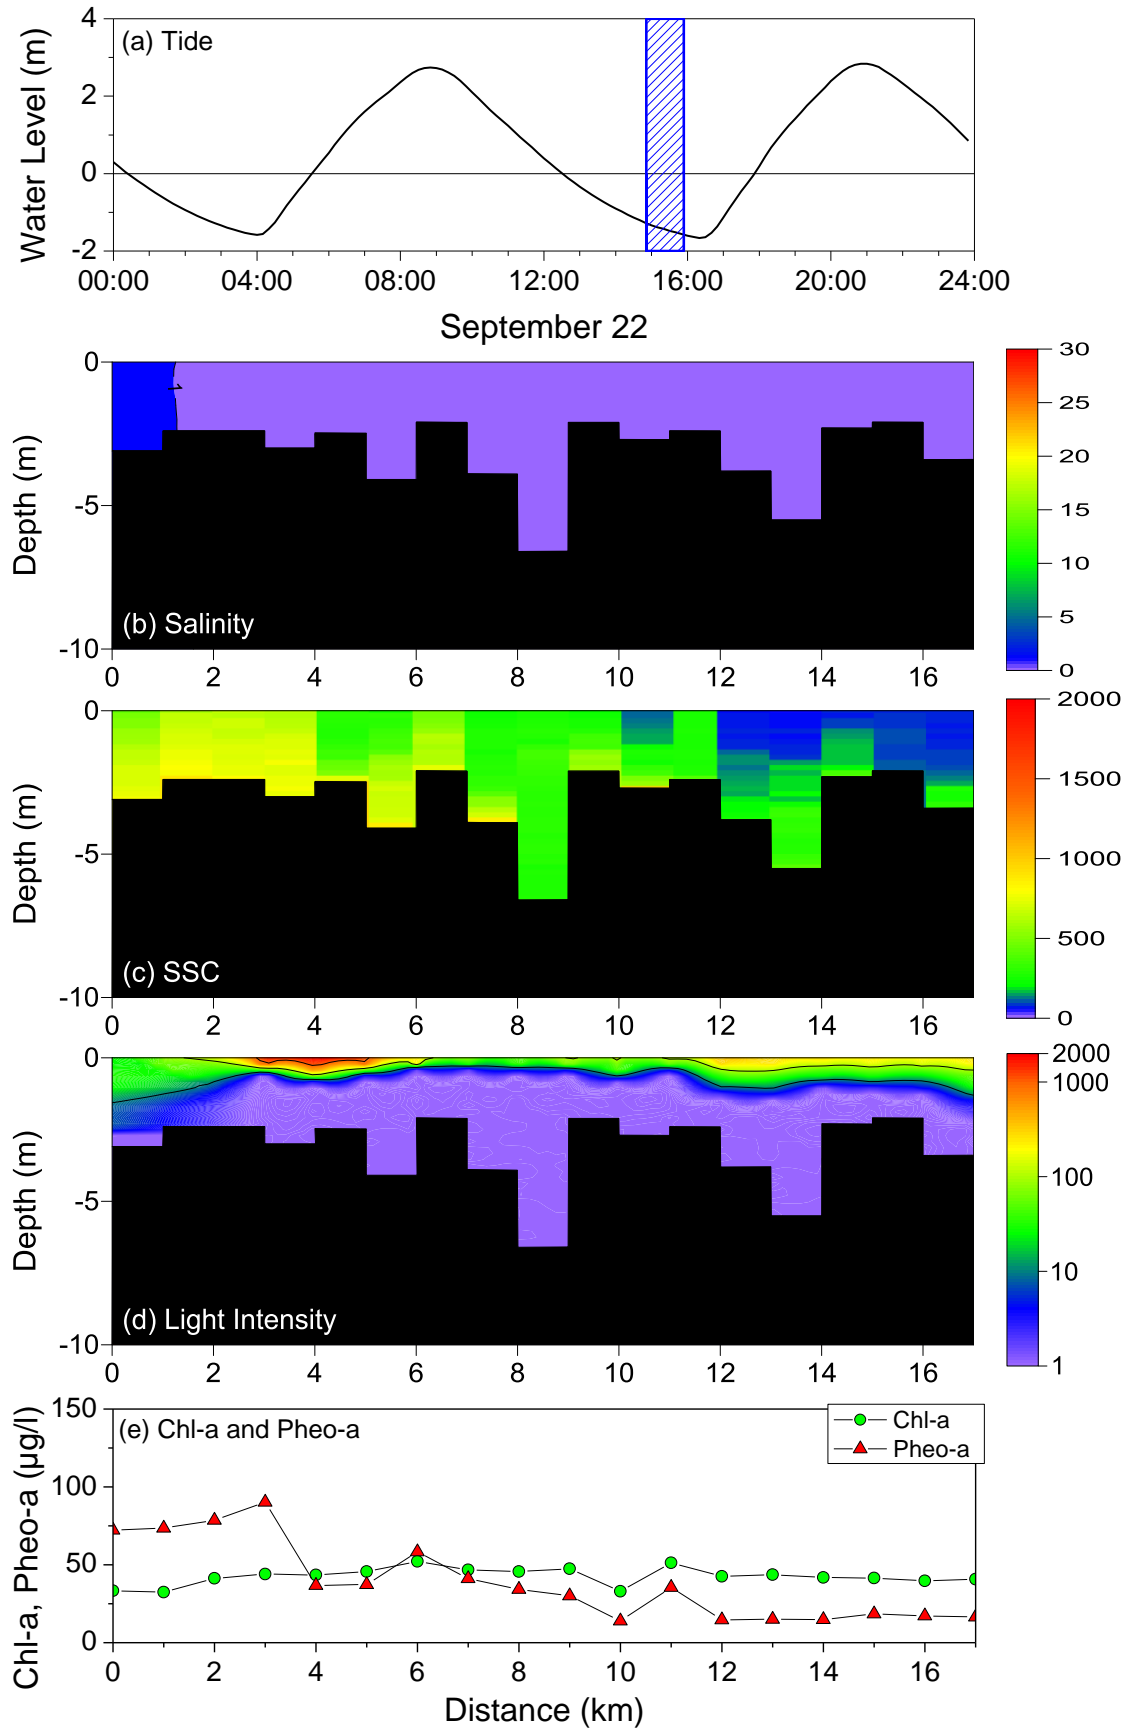 4
(a) Tide
2
0
-2
Water Level (m)
00:00 04:00 08:00 12:00 16:00 20:00 24:00
September 22
0
-5
-10
Depth (m)
1
(b) Salinity
0 2 4 6 8 10 12 14 16
30
25
20
15
10
5
0
0
-5
-10
Depth (m)
(c) SSC
0 2 4 6 8 10 12 14 16
2000
1500
1000
500
0
0
-5
-10
Depth (m)
(d) Light Intensity
0 2 4 6 8 10 12 14 16
2000
1000
100
10
1
150
100
50
0
Chl-a, Pheo-a (µg/l)
(e) Chl-a and Pheo-a
Chl-a
Pheo-a
0 2 4 6 8 10 12 14 16
Distance (km)